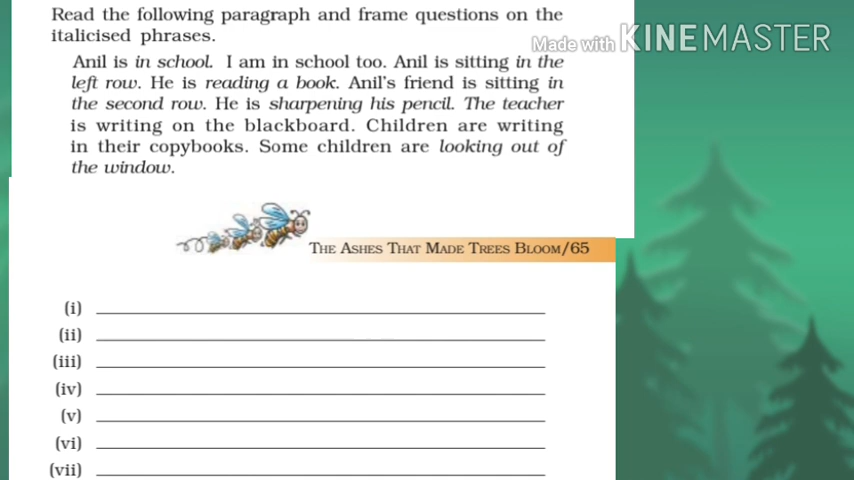 Read the following paragraph and frame questions on the
italicised phrases.
Made with KINEMASTER
Anil is in school. I am in school too. Anil is sitting in the
left row. He is reading a book. Anil's friend is sitting in
the second row. He is sharpening his pencil. The teacher
is writing on the blackboard. Children are writing
in their copybooks. Some children are looking out of
the window.
THE ASHES THAT MADE TREES BLOOM/65
(i)
(ii)
(iii)
(iv)
(v)
(vi)
(vii)